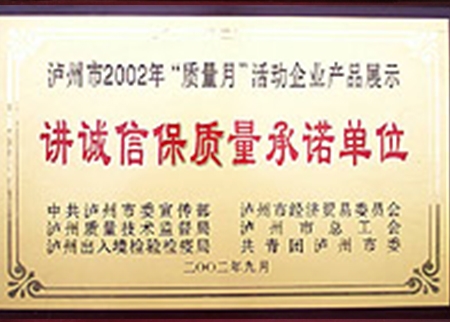 泸州市2002年“质量月”活动企业产品展示
讲诚信保质量承诺单位
中共泸州市委宣传部 泸州市经济贸易委员会
泸州质量技术监督局 泸州市总工会
泸州出入境检验检疫局 共青团泸州市委
二〇〇二年九月